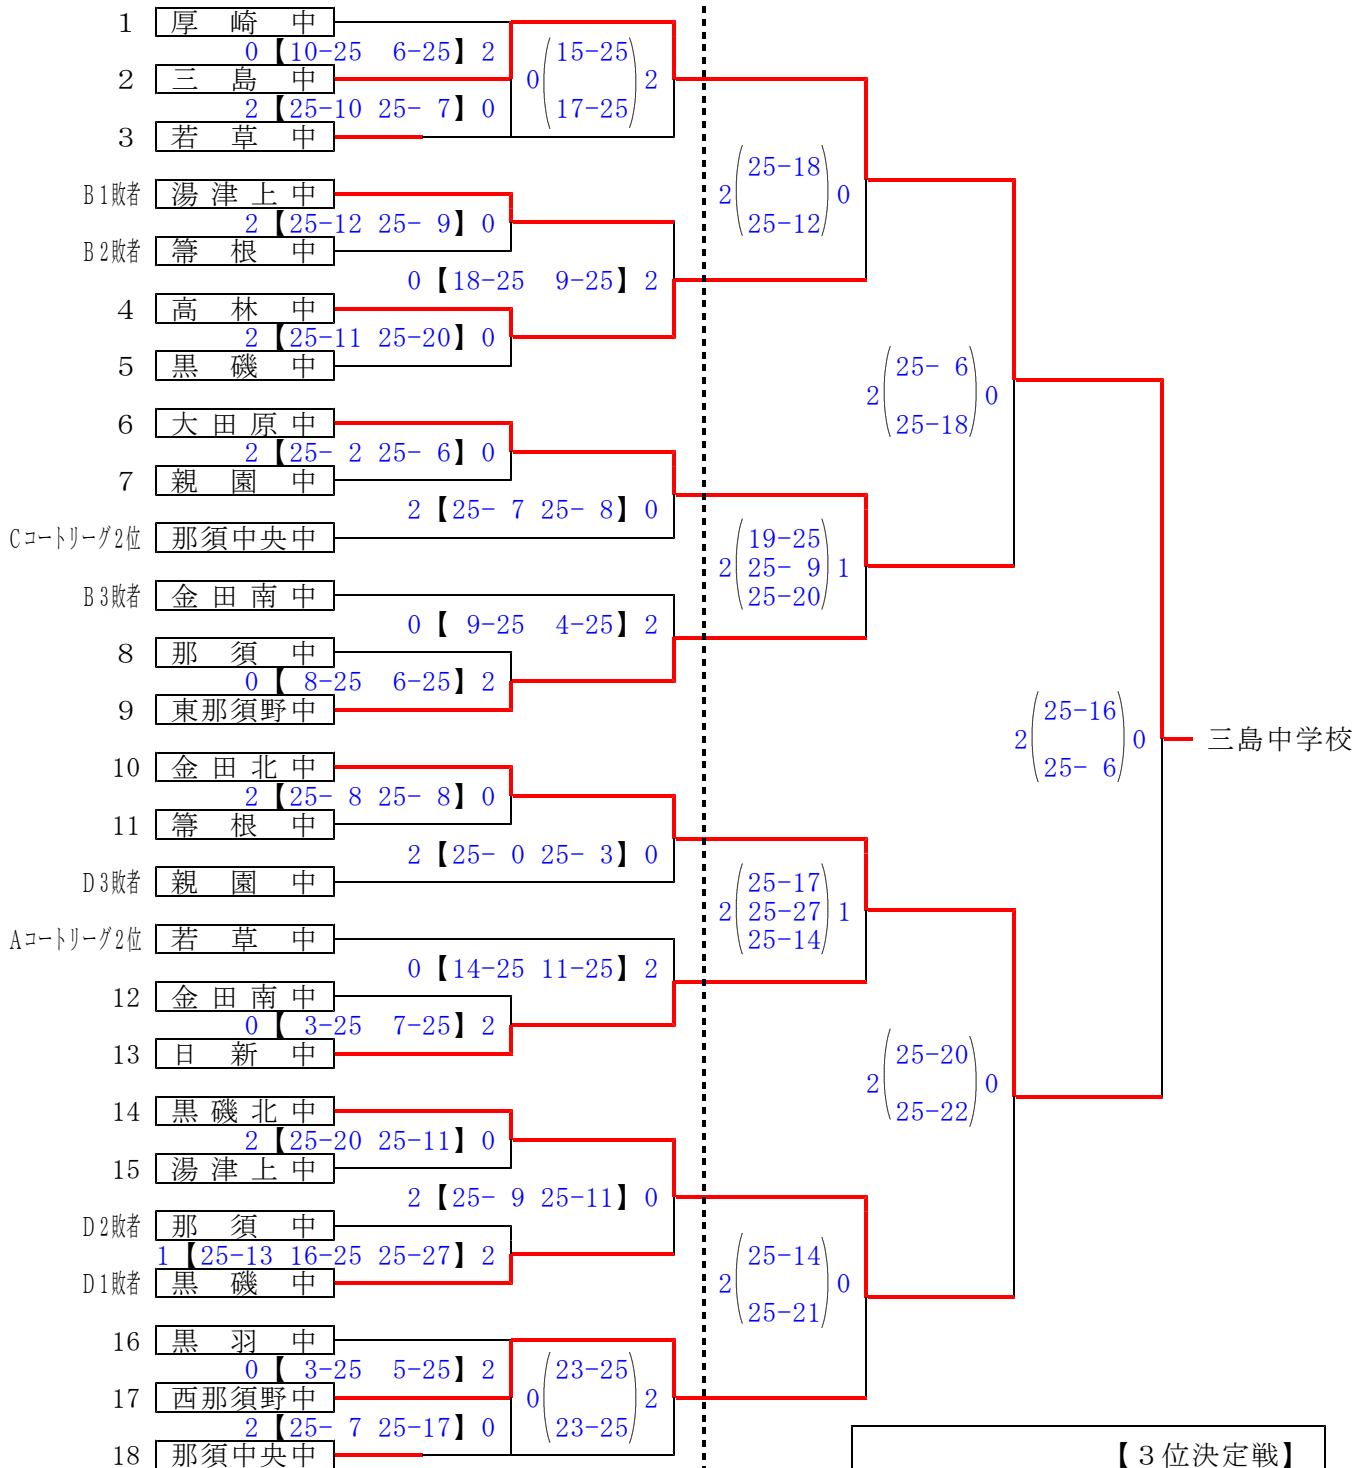 1 厚崎中
0【10-25 6-25】2
2 三島中
2【25-10 25- 7】0
3 若草中
0 15-25 17-25 2
B1敗者 湯津上中
2【25-12 25- 9】0
B2敗者 箒根中
0【18-25 9-25】2
4 高林中
2【25-11 25-20】0
5 黒磯中
2 25-18 25-12 0
6 大田原中
2【25- 2 25- 6】0
7 親園中
2【25- 7 25- 8】0
Cコートリーグ2位 那須中央中
2 25- 6 25-18 0
B3敗者 金田南中
0【 9-25 4-25】2
8 那須中
0【 8-25 6-25】2
9 東那須野中
2 19-25 25- 9 25-20 1
10 金田北中
2【25- 8 25- 8】0
11 箒根中
2【25- 0 25- 3】0
D3敗者 親園中
2 25-16 25- 6 0
三島中学校
Aコートリーグ2位 若草中
0【14-25 11-25】2
12 金田南中
0【 3-25 7-25】2
13 日新中
2 25-17 25-27 25-14 1
14 黒磯北中
2【25-20 25-11】0
15 湯津上中
2【25- 9 25-11】0
D2敗者 那須中
1【25-13 16-25 25-27】2
D1敗者 黒磯中
2 25-20 25-22 0
2 25-14 25-21 0
16 黒羽中
0【 3-25 5-25】2
17 西那須野中
2【25- 7 25-17】0
18 那須中央中
0 23-25 23-25 2
【３位決定戦】